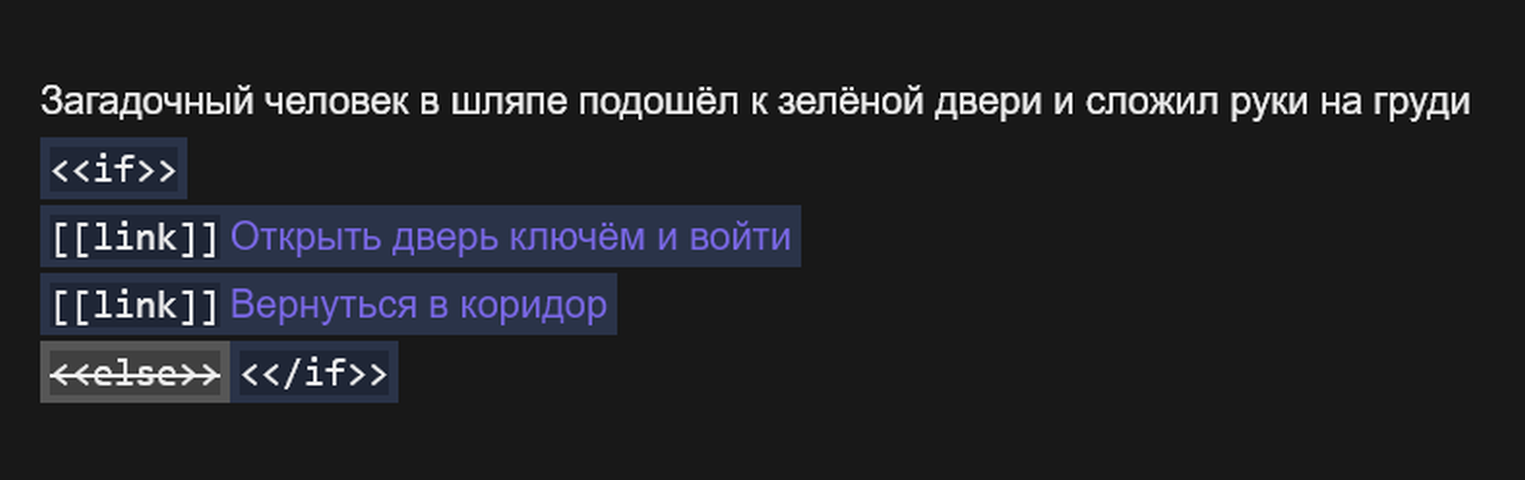 Загадочный человек в шляпе подошёл к зелёной двери и сложил руки на груди
<<if>>
[[link]] Открыть дверь ключём и войти
[[link]] Вернуться в коридор
<<else>> <</if>>